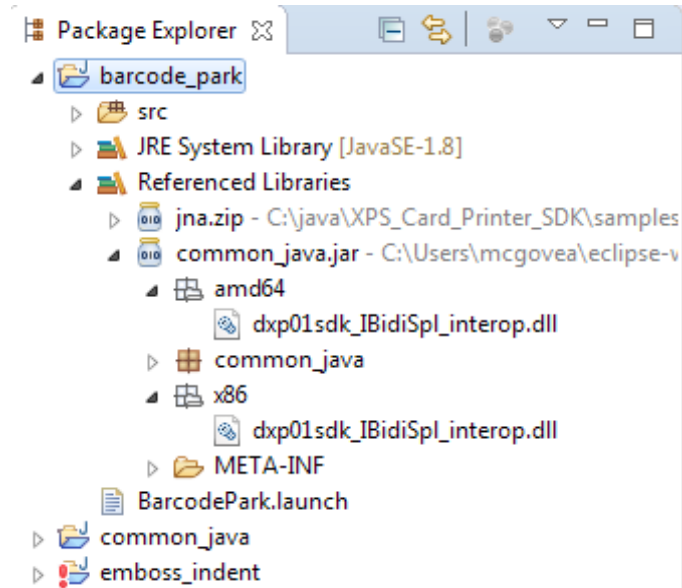 Package Explorer
barcode_park
src
JRE System Library [JavaSE-1.8]
Referenced Libraries
jna.zip - C:\java\XPS_Card_Printer_SDK\samples
common_java.jar - C:\Users\mcgovea\eclipse-w
amd64
dxp01sdk_IBidiSpl_interop.dll
common_java
x86
dxp01sdk_IBidiSpl_interop.dll
META-INF
BarcodePark.launch
common_java
emboss_indent